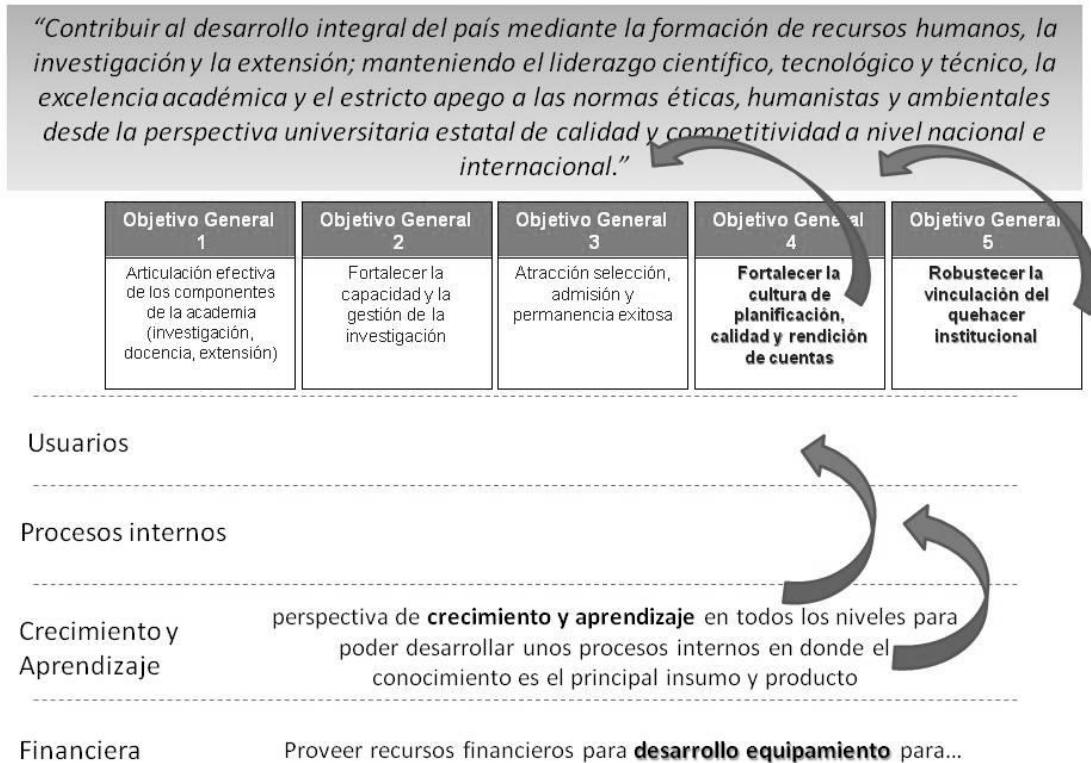 “Contribuir al desarrollo integral del país mediante la formación de recursos humanos, la
investigación y la extensión; manteniendo el liderazgo científico, tecnológico y técnico, la
excelencia académica y el estricto apego a las normas éticas, humanistas y ambientales
desde la perspectiva universitaria estatal de calidad y competitividad a nivel nacional e
internacional.”
Objetivo General
1
Articulación efectiva
de los componentes
de la academia
(investigación,
docencia, extensión)
Objetivo General
2
Fortalecer la
capacidad y la
gestión de la
investigación
Objetivo General
3
Atracción selección,
admisión y
permanencia exitosa
Objetivo General
4
Fortalecer la
cultura de
planificación,
calidad y rendición
de cuentas
Objetivo General
5
Robustecer la
vinculación del
quehacer
institucional
Usuarios
Procesos internos
Crecimiento y
Aprendizaje
perspectiva de crecimiento y aprendizaje en todos los niveles para
poder desarrollar unos procesos internos en donde el
conocimiento es el principal insumo y producto
Financiera
Proveer recursos financieros para desarrollo equipamiento para...